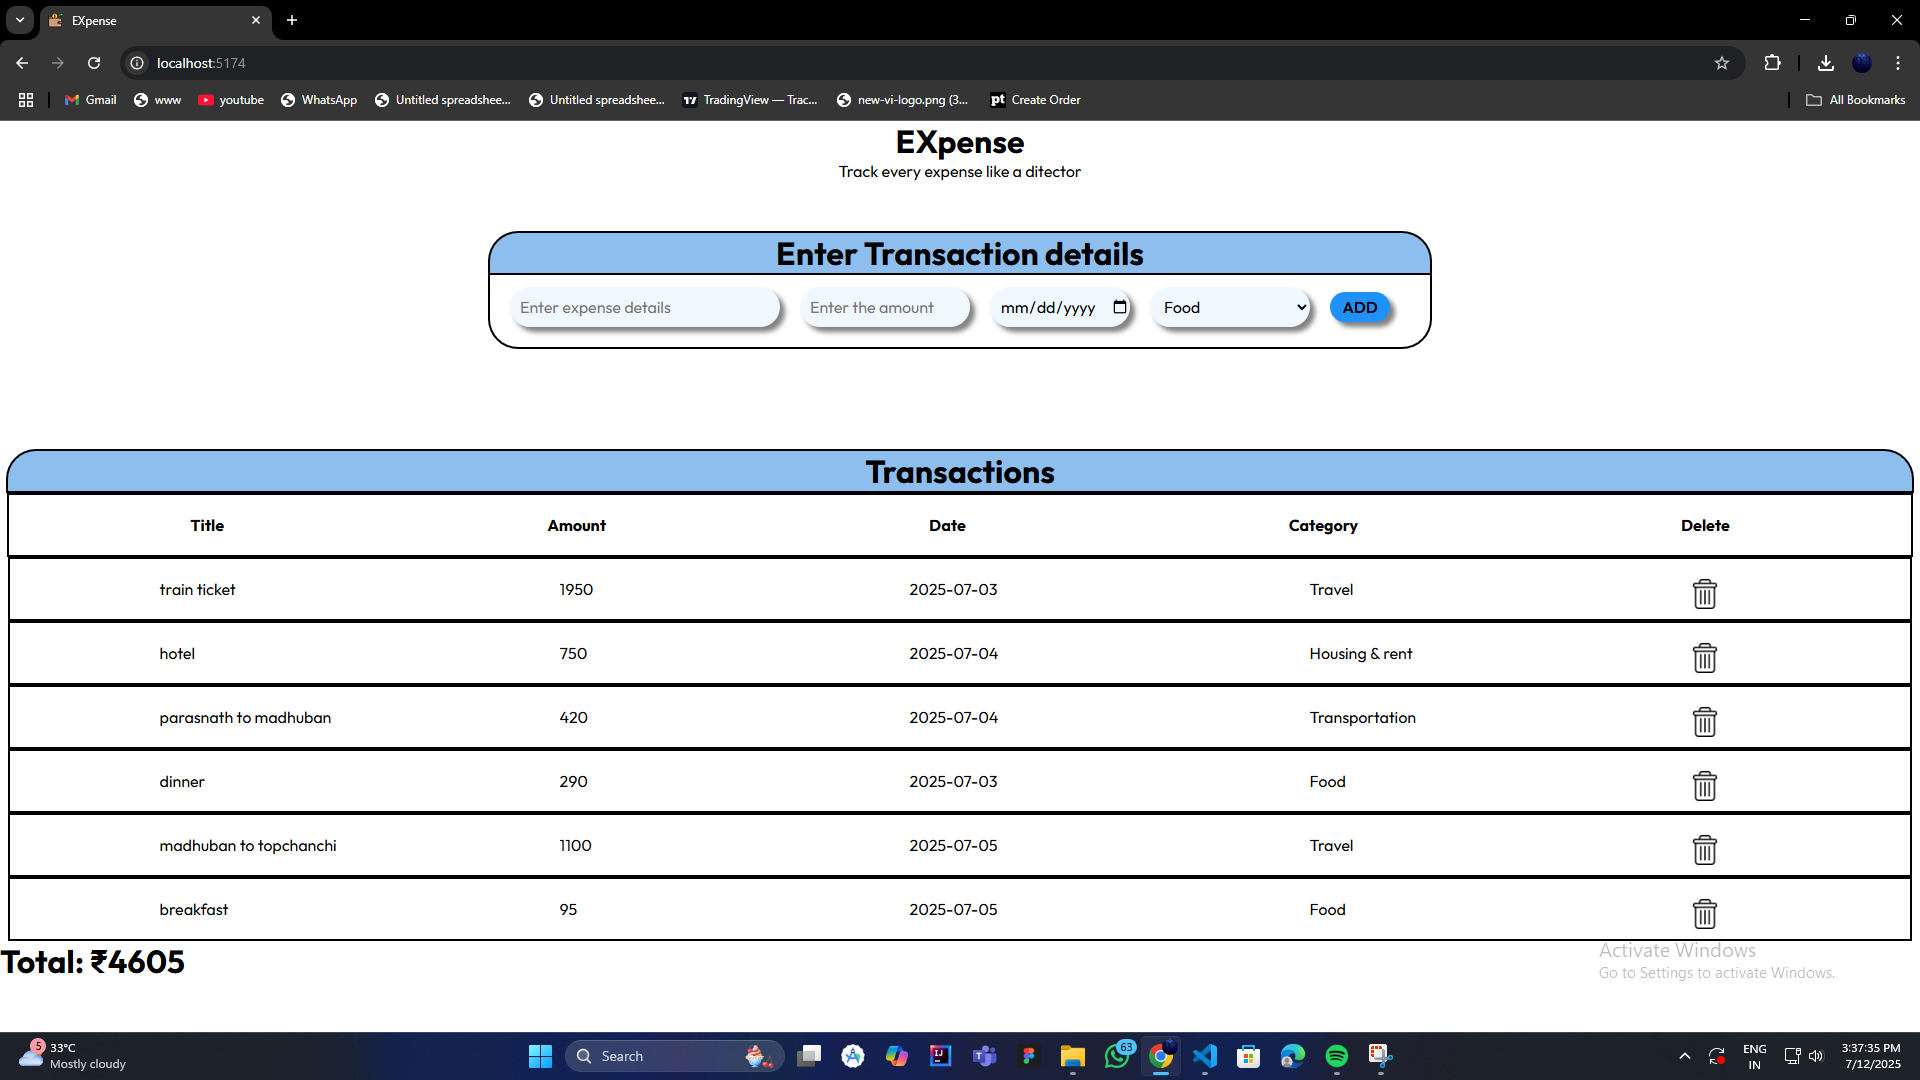 EXpense
localhost:5174
Gmail www youtube WhatsApp Untitled spreadshee... Untitled spreadshee... TradingView — Trac... new-vi-logo.png (3... Create Order All Bookmarks
EXpense
Track every expense like a ditector
Enter Transaction details
Enter expense details Enter the amount mm/dd/yyyy Food ADD
Transactions
Title Amount Date Category Delete
train ticket 1950 2025-07-03 Travel
hotel 750 2025-07-04 Housing & rent
parasnath to madhuban 420 2025-07-04 Transportation
dinner 290 2025-07-03 Food
madhuban to topchanchi 1100 2025-07-05 Travel
breakfast 95 2025-07-05 Food
Total: ₹4605
Activate Windows
Go to Settings to activate Windows.
5 33°C
Mostly cloudy
Search
63
ENG
IN
3:37:35 PM
7/12/2025